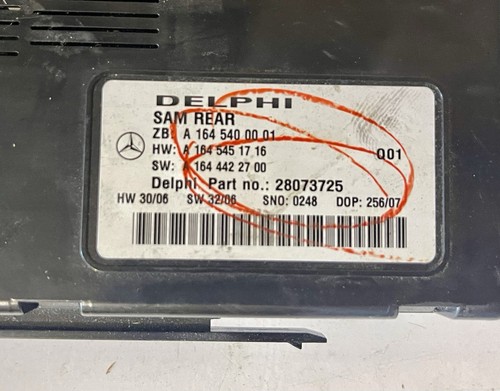 DELPHI
SAM REAR
ZB: A 164 540 00 01
HW: A 164 545 17 16 Q01
SW: A 164 442 27 00
Delphi Part no.: 28073725
HW 30/06 SW 32/06 SNO: 0248 DOP: 256/07